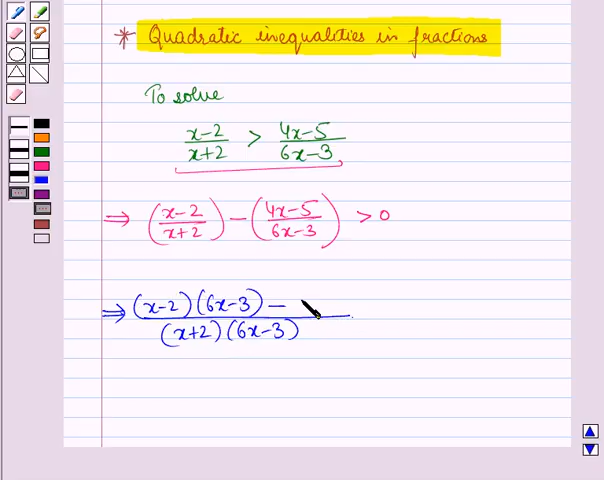 * Quadratic inequalities in fractions
To solve
x-2/x+2 > 4x-5/6x-3
⇒ (x-2/x+2) - (4x-5/6x-3) > 0
⇒ (x-2)(6x-3) - / (x+2)(6x-3)